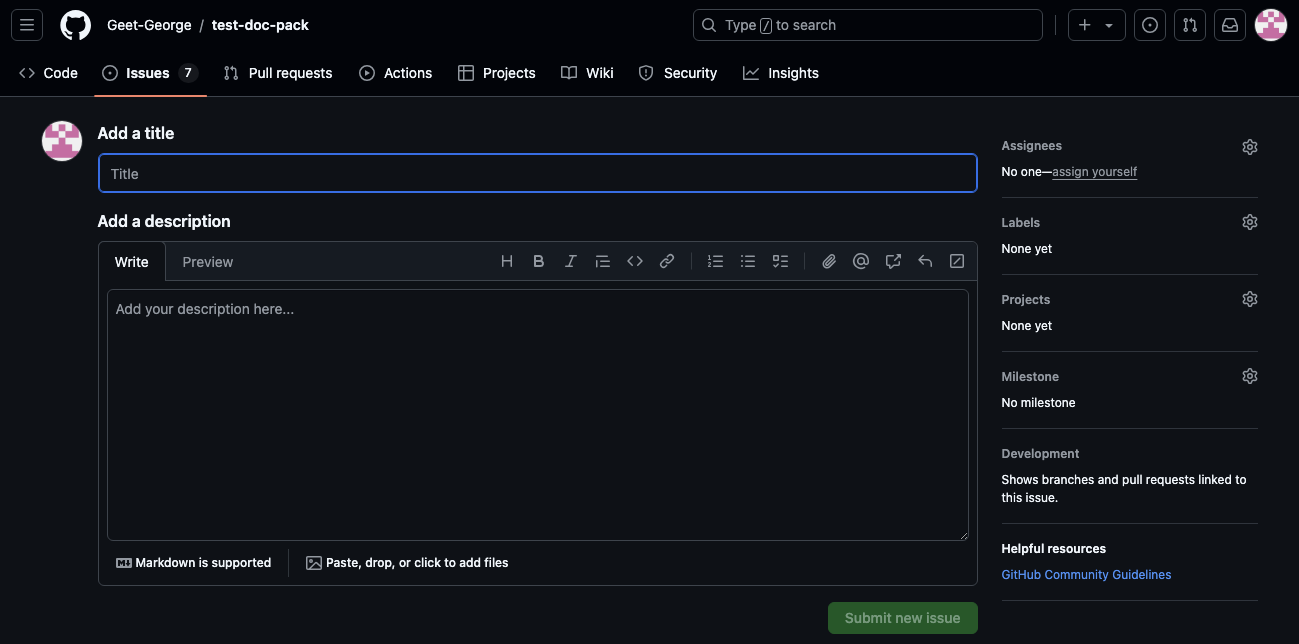 Geet-George / test-doc-pack
Type / to search
Code
Issues 7
Pull requests
Actions
Projects
Wiki
Security
Insights
Add a title
Title
Add a description
Write
Preview
Add your description here...
Markdown is supported
Paste, drop, or click to add files
Submit new issue
Assignees
No one—assign yourself
Labels
None yet
Projects
None yet
Milestone
No milestone
Development
Shows branches and pull requests linked to
this issue.
Helpful resources
GitHub Community Guidelines